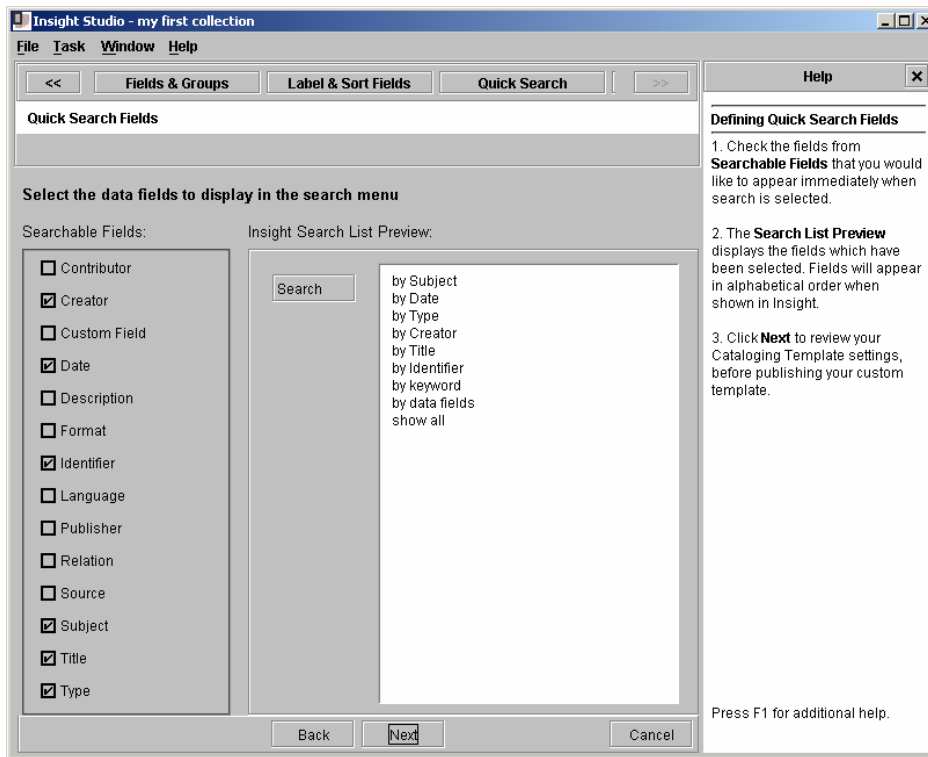 Insight Studio - my first collection
File Task Window Help
<< Fields & Groups Label & Sort Fields Quick Search >>
Quick Search Fields
Select the data fields to display in the search menu
Searchable Fields:
Contributor
Creator
Custom Field
Date
Description
Format
Identifier
Language
Publisher
Relation
Source
Subject
Title
Type
Insight Search List Preview:
Search
by Subject
by Date
by Type
by Creator
by Title
by Identifier
by keyword
by data fields
show all
Back Next Cancel
Help
Defining Quick Search Fields
1. Check the fields from
Searchable Fields that you would
like to appear immediately when
search is selected.
2. The Search List Preview
displays the fields which have
been selected. Fields will appear
in alphabetical order when
shown in Insight.
3. Click Next to review your
Cataloging Template settings,
before publishing your custom
template.
Press F1 for additional help.